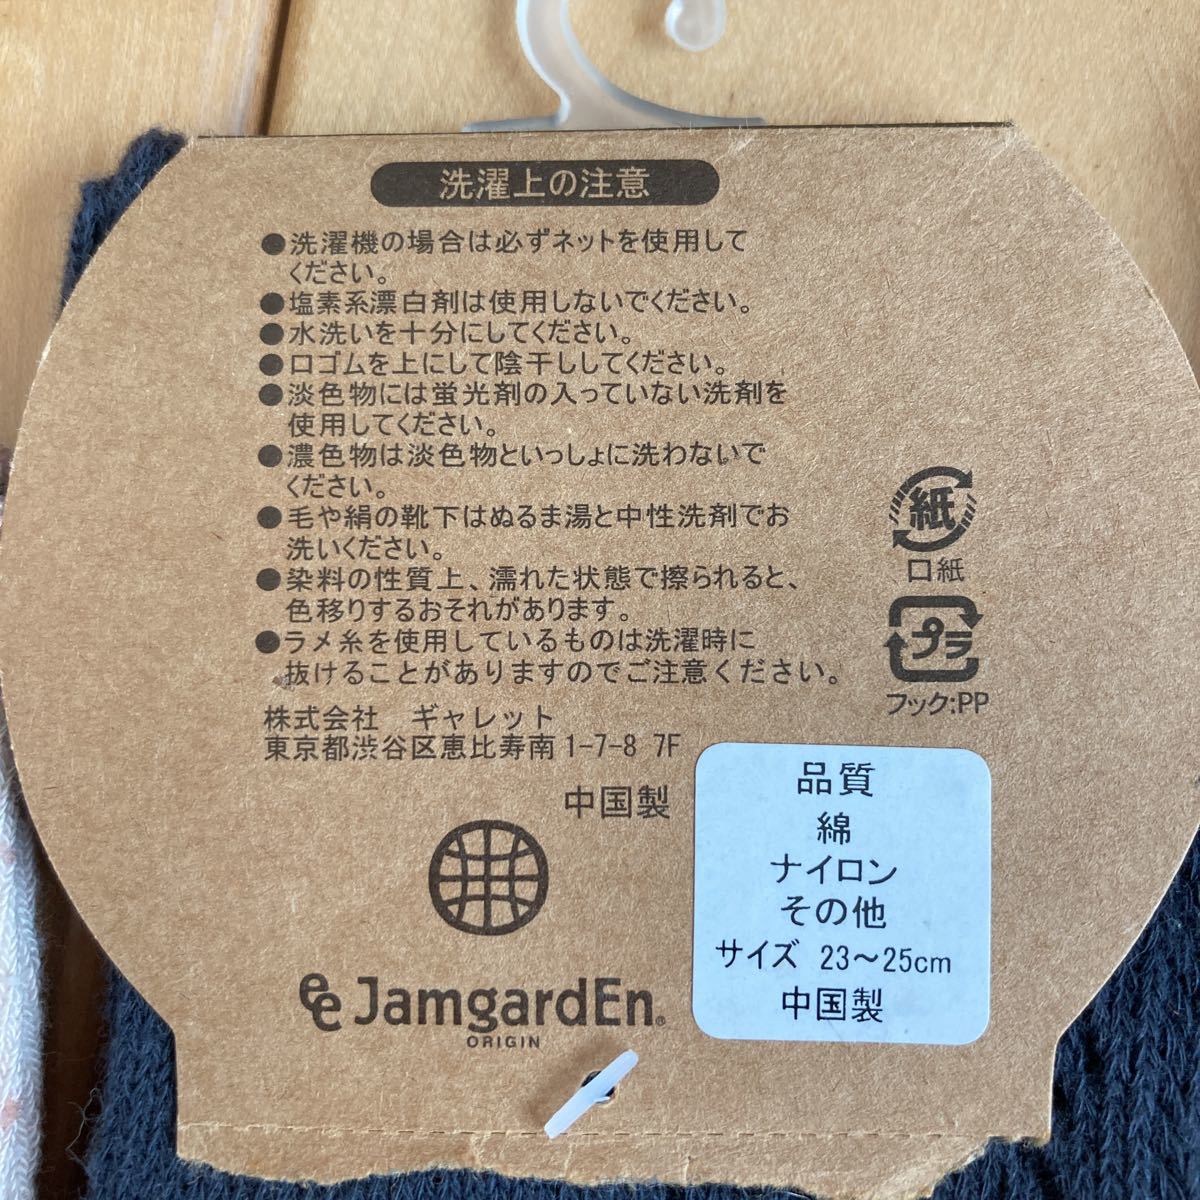 洗濯上の注意
●洗濯機の場合は必ずネットを使用して
ください。
●塩素系漂白剤は使用しないでください。
●水洗いを十分にしてください。
●口ゴムを上にして陰干ししてください。
●淡色物には蛍光剤の入っていない洗剤を
使用してください。
●濃色物は淡色物といっしょに洗わないで
ください。
●毛や絹の靴下はぬるま湯と中性洗剤でお
洗いください。
●染料の性質上、濡れた状態で擦られると、
色移りするおそれがあります。
●ラメ糸を使用しているものは洗濯時に
抜けることがありますのでご注意ください。
株式会社 ギャレット
東京都渋谷区恵比寿南1-7-8 7F
中国製
紙
口紙
プラ
フック:PP
品質
綿
ナイロン
その他
サイズ 23～25cm
中国製
ee JamgardEn®
ORIGIN